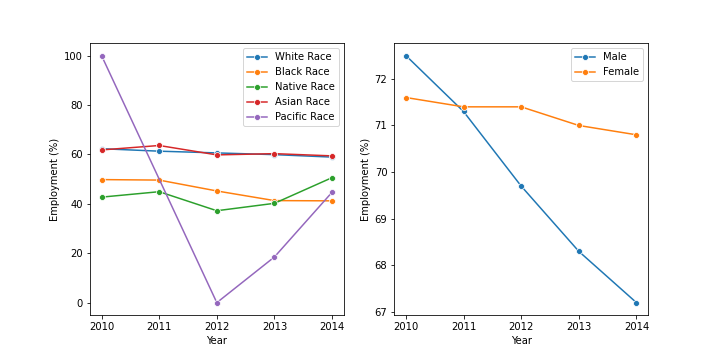 100
80
60
40
20
0
Employment (%)
2010 2011 2012 2013 2014
Year
White Race
Black Race
Native Race
Asian Race
Pacific Race
72
71
70
69
68
67
Employment (%)
2010 2011 2012 2013 2014
Year
Male
Female